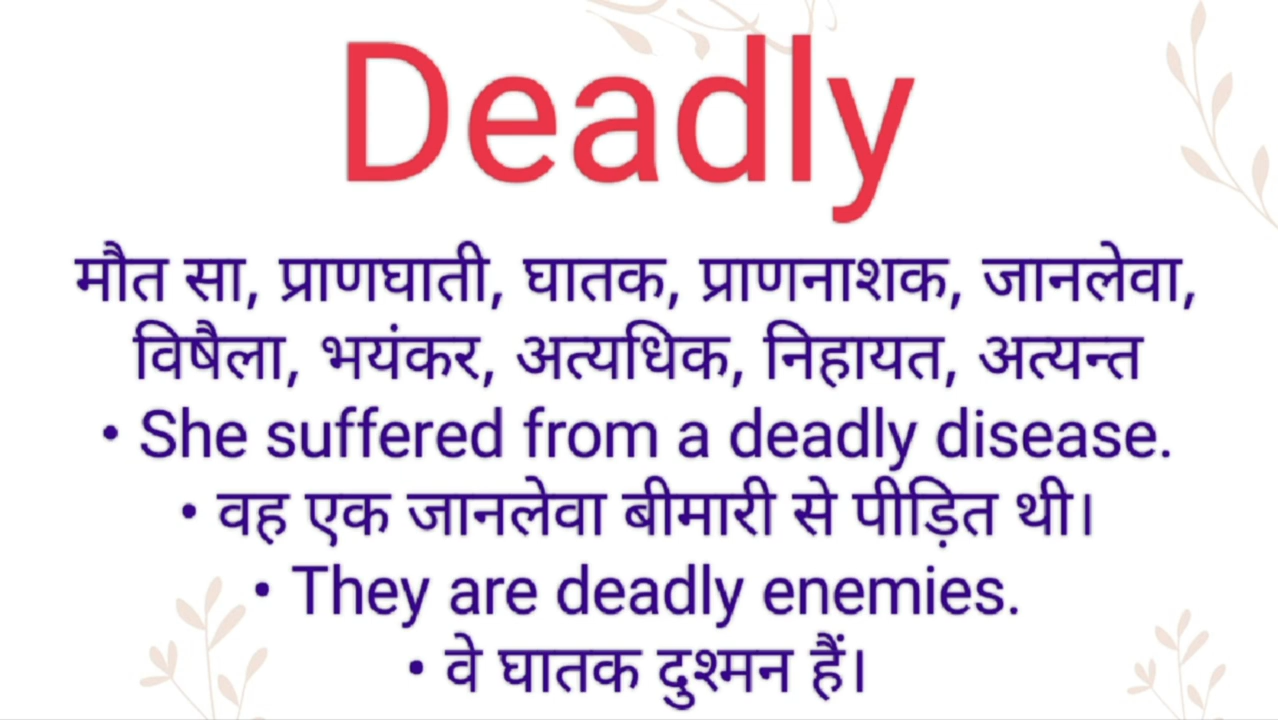 Deadly
मौत सा, प्राणघाती, घातक, प्राणनाशक, जानलेवा,
विषैला, भयंकर, अत्यधिक, निहायत, अत्यन्त
• She suffered from a deadly disease.
• वह एक जानलेवा बीमारी से पीड़ित थी।
• They are deadly enemies.
• वे घातक दुश्मन हैं।